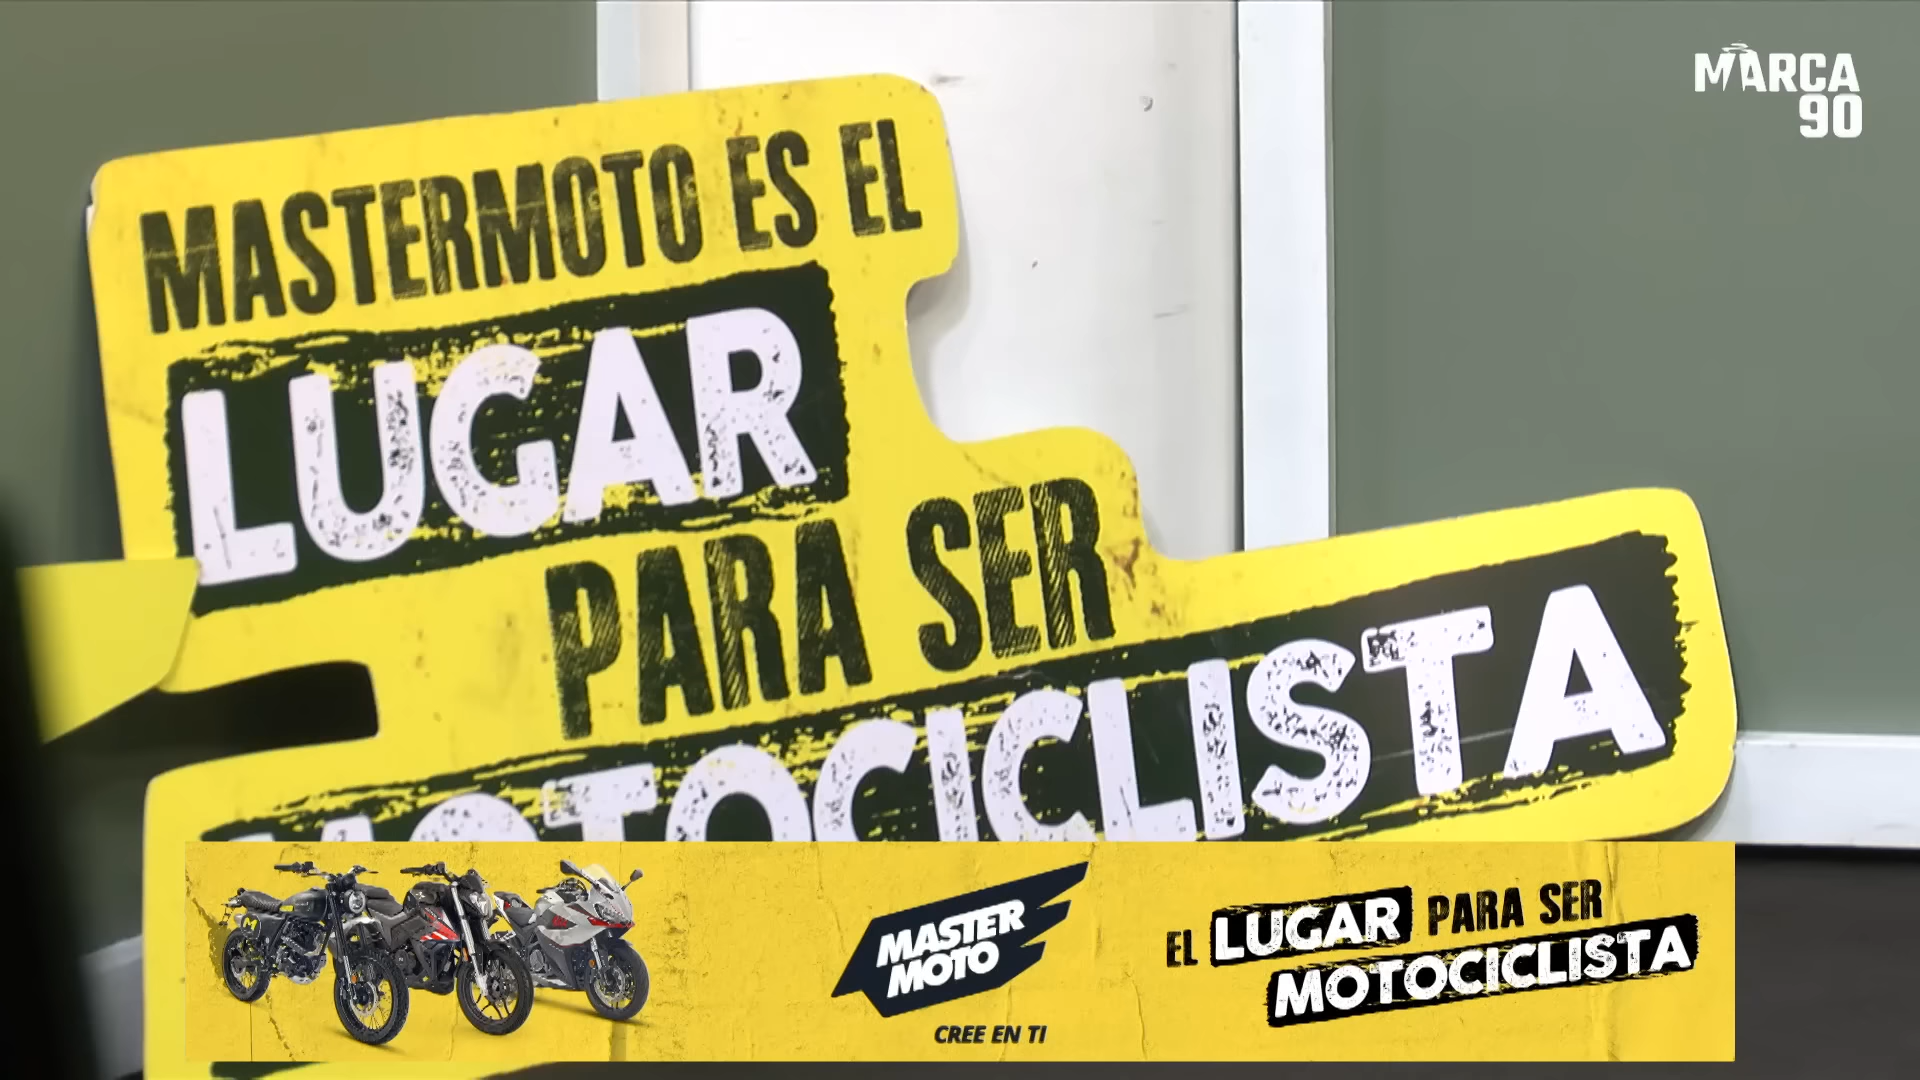 MARCA
90
MASTERMOTO ES EL
LUGAR
PARA SER
MOTOCICLISTA
MASTER
MOTO
CREE EN TI
EL LUGAR PARA SER
MOTOCICLISTA